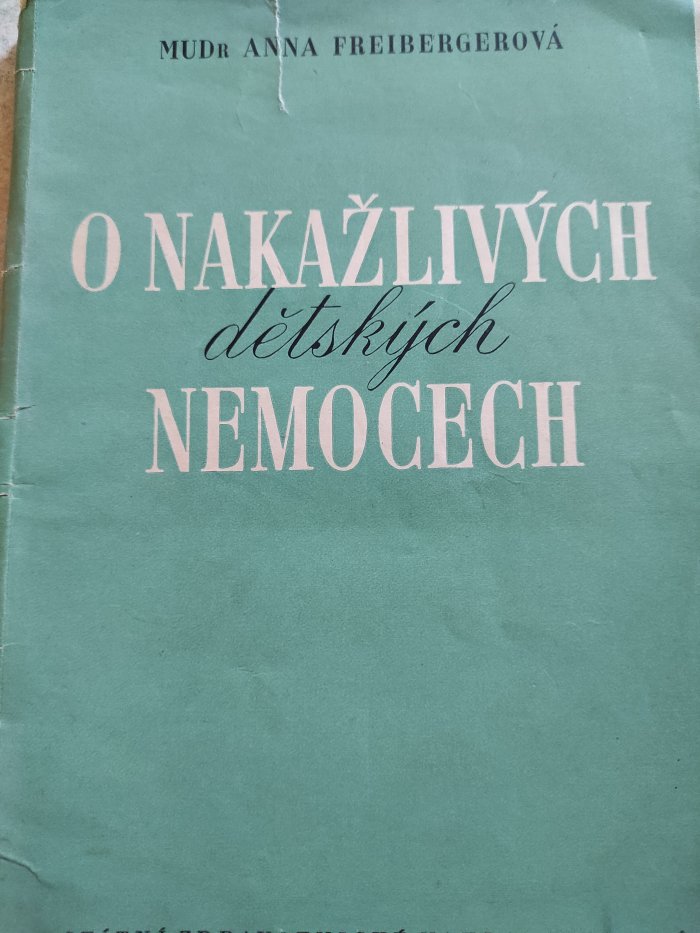 MUDR ANNA FREIBERGEROVÁ
O NAKAŽLIVÝCH
dětských
NEMOCECH